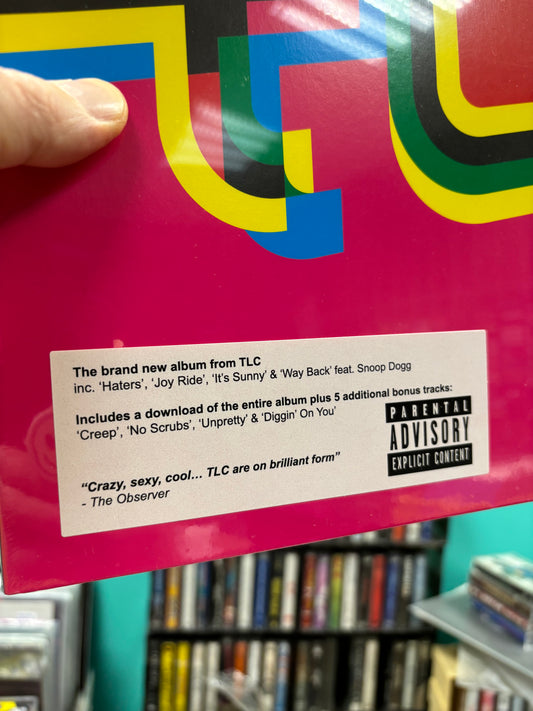 The brand new album from TLC
inc. ‘Haters’, ‘Joy Ride’, ‘It’s Sunny’ & ‘Way Back’ feat. Snoop Dogg
Includes a download of the entire album plus 5 additional bonus tracks:
‘Creep’, ‘No Scrubs’, ‘Unpretty’ & ‘Diggin’ On You’
“Crazy, sexy, cool... TLC are on brilliant form”
- The Observer
PARENTAL
ADVISORY
EXPLICIT CONTENT